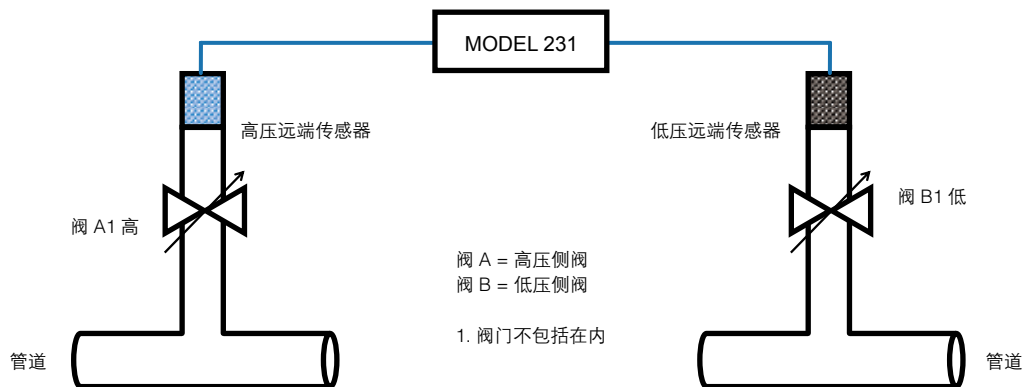 MODEL 231
高压远端传感器
低压远端传感器
阀 A1 高
阀 B1 低
阀 A = 高压侧阀
阀 B = 低压侧阀
1. 阀门不包括在内
管道
管道